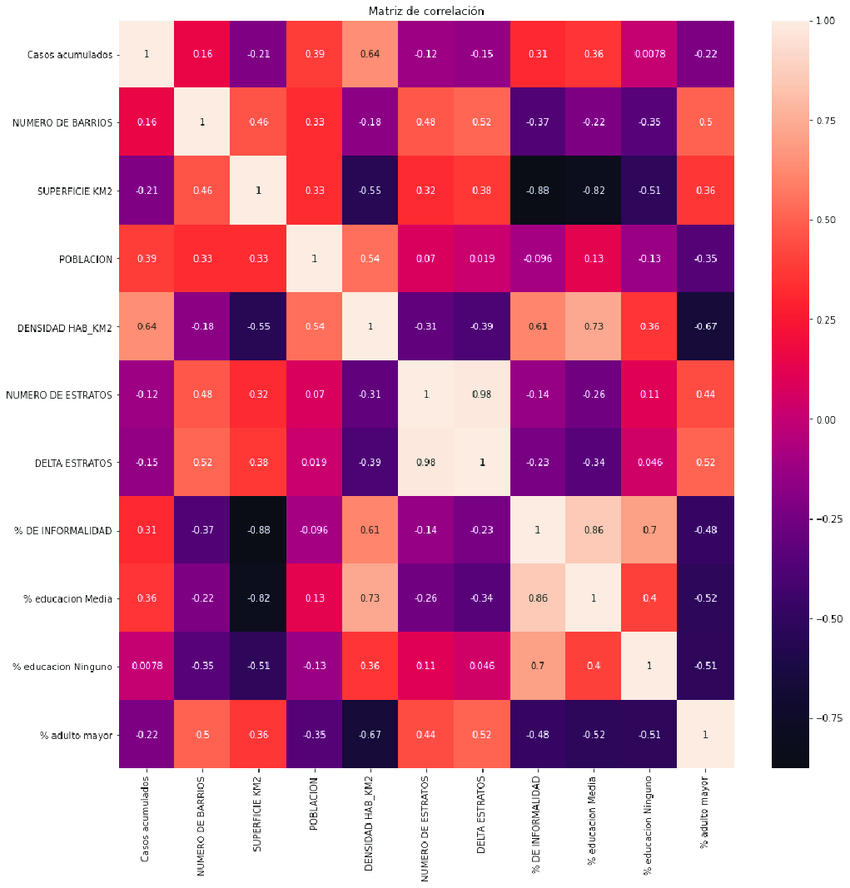 Matriz de correlación
Casos acumulados 1 0.16 -0.21 0.39 0.64 -0.12 -0.15 0.31 0.36 0.0078 -0.22
NUMERO DE BARRIOS 0.16 1 0.46 0.33 -0.18 0.48 0.52 -0.37 -0.22 -0.35 0.5
SUPERFICIE KM2 -0.21 0.46 1 0.33 -0.55 0.32 0.38 -0.88 -0.82 -0.51 0.36
POBLACION 0.39 0.33 0.33 1 0.54 0.07 0.019 -0.096 0.13 -0.13 -0.35
DENSIDAD HAB_KM2 0.64 -0.18 -0.55 0.54 1 -0.31 -0.39 0.61 0.73 0.36 -0.67
NUMERO DE ESTRATOS -0.12 0.48 0.32 0.07 -0.31 1 0.98 -0.14 -0.26 0.11 0.44
DELTA ESTRATOS -0.15 0.52 0.38 0.019 -0.39 0.98 1 -0.23 -0.34 0.046 0.52
% DE INFORMALIDAD 0.31 -0.37 -0.88 -0.096 0.61 -0.14 -0.23 1 0.86 0.7 -0.48
% educacion Media 0.36 -0.22 -0.82 0.13 0.73 -0.26 -0.34 0.86 1 0.4 -0.52
% educacion Ninguno 0.0078 -0.35 -0.51 -0.13 0.36 0.11 0.046 0.7 0.4 1 -0.51
% adulto mayor -0.22 0.5 0.36 -0.35 -0.67 0.44 0.52 -0.48 -0.52 -0.51 1
Casos acumulados
NUMERO DE BARRIOS
SUPERFICIE KM2
POBLACION
DENSIDAD HAB_KM2
NUMERO DE ESTRATOS
DELTA ESTRATOS
% DE INFORMALIDAD
% educacion Media
% educacion Ninguno
% adulto mayor
1.00
0.75
0.50
0.25
0.00
−0.25
−0.50
−0.75